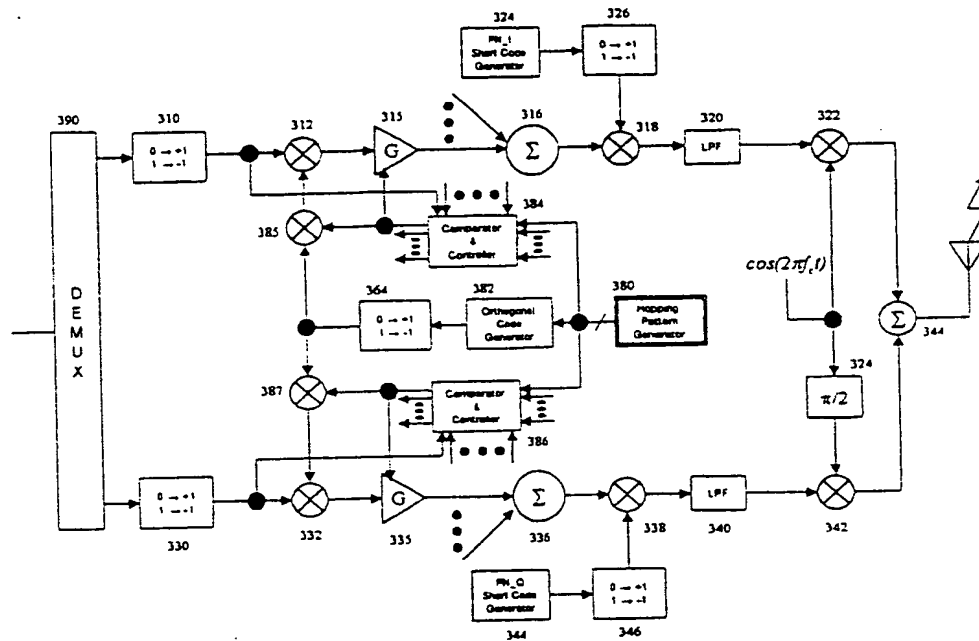 324
326
PN_I
Short Code
Generator
0 → +1
1 → -1
390
310
312
315
316
318
320
322
0 → +1
1 → -1
G
Σ
LPF
384
385
Comparator
&
Controller
cos(2πf_c t)
DEMUX
364
382
380
0 → +1
1 → -1
Orthogonal
Code
Generator
Hopping
Pattern
Generator
Σ
344
324
π/2
387
Comparator
&
Controller
386
0 → +1
1 → -1
G
Σ
LPF
330
332
335
336
338
340
342
PN_Q
Short Code
Generator
0 → +1
1 → -1
344
346